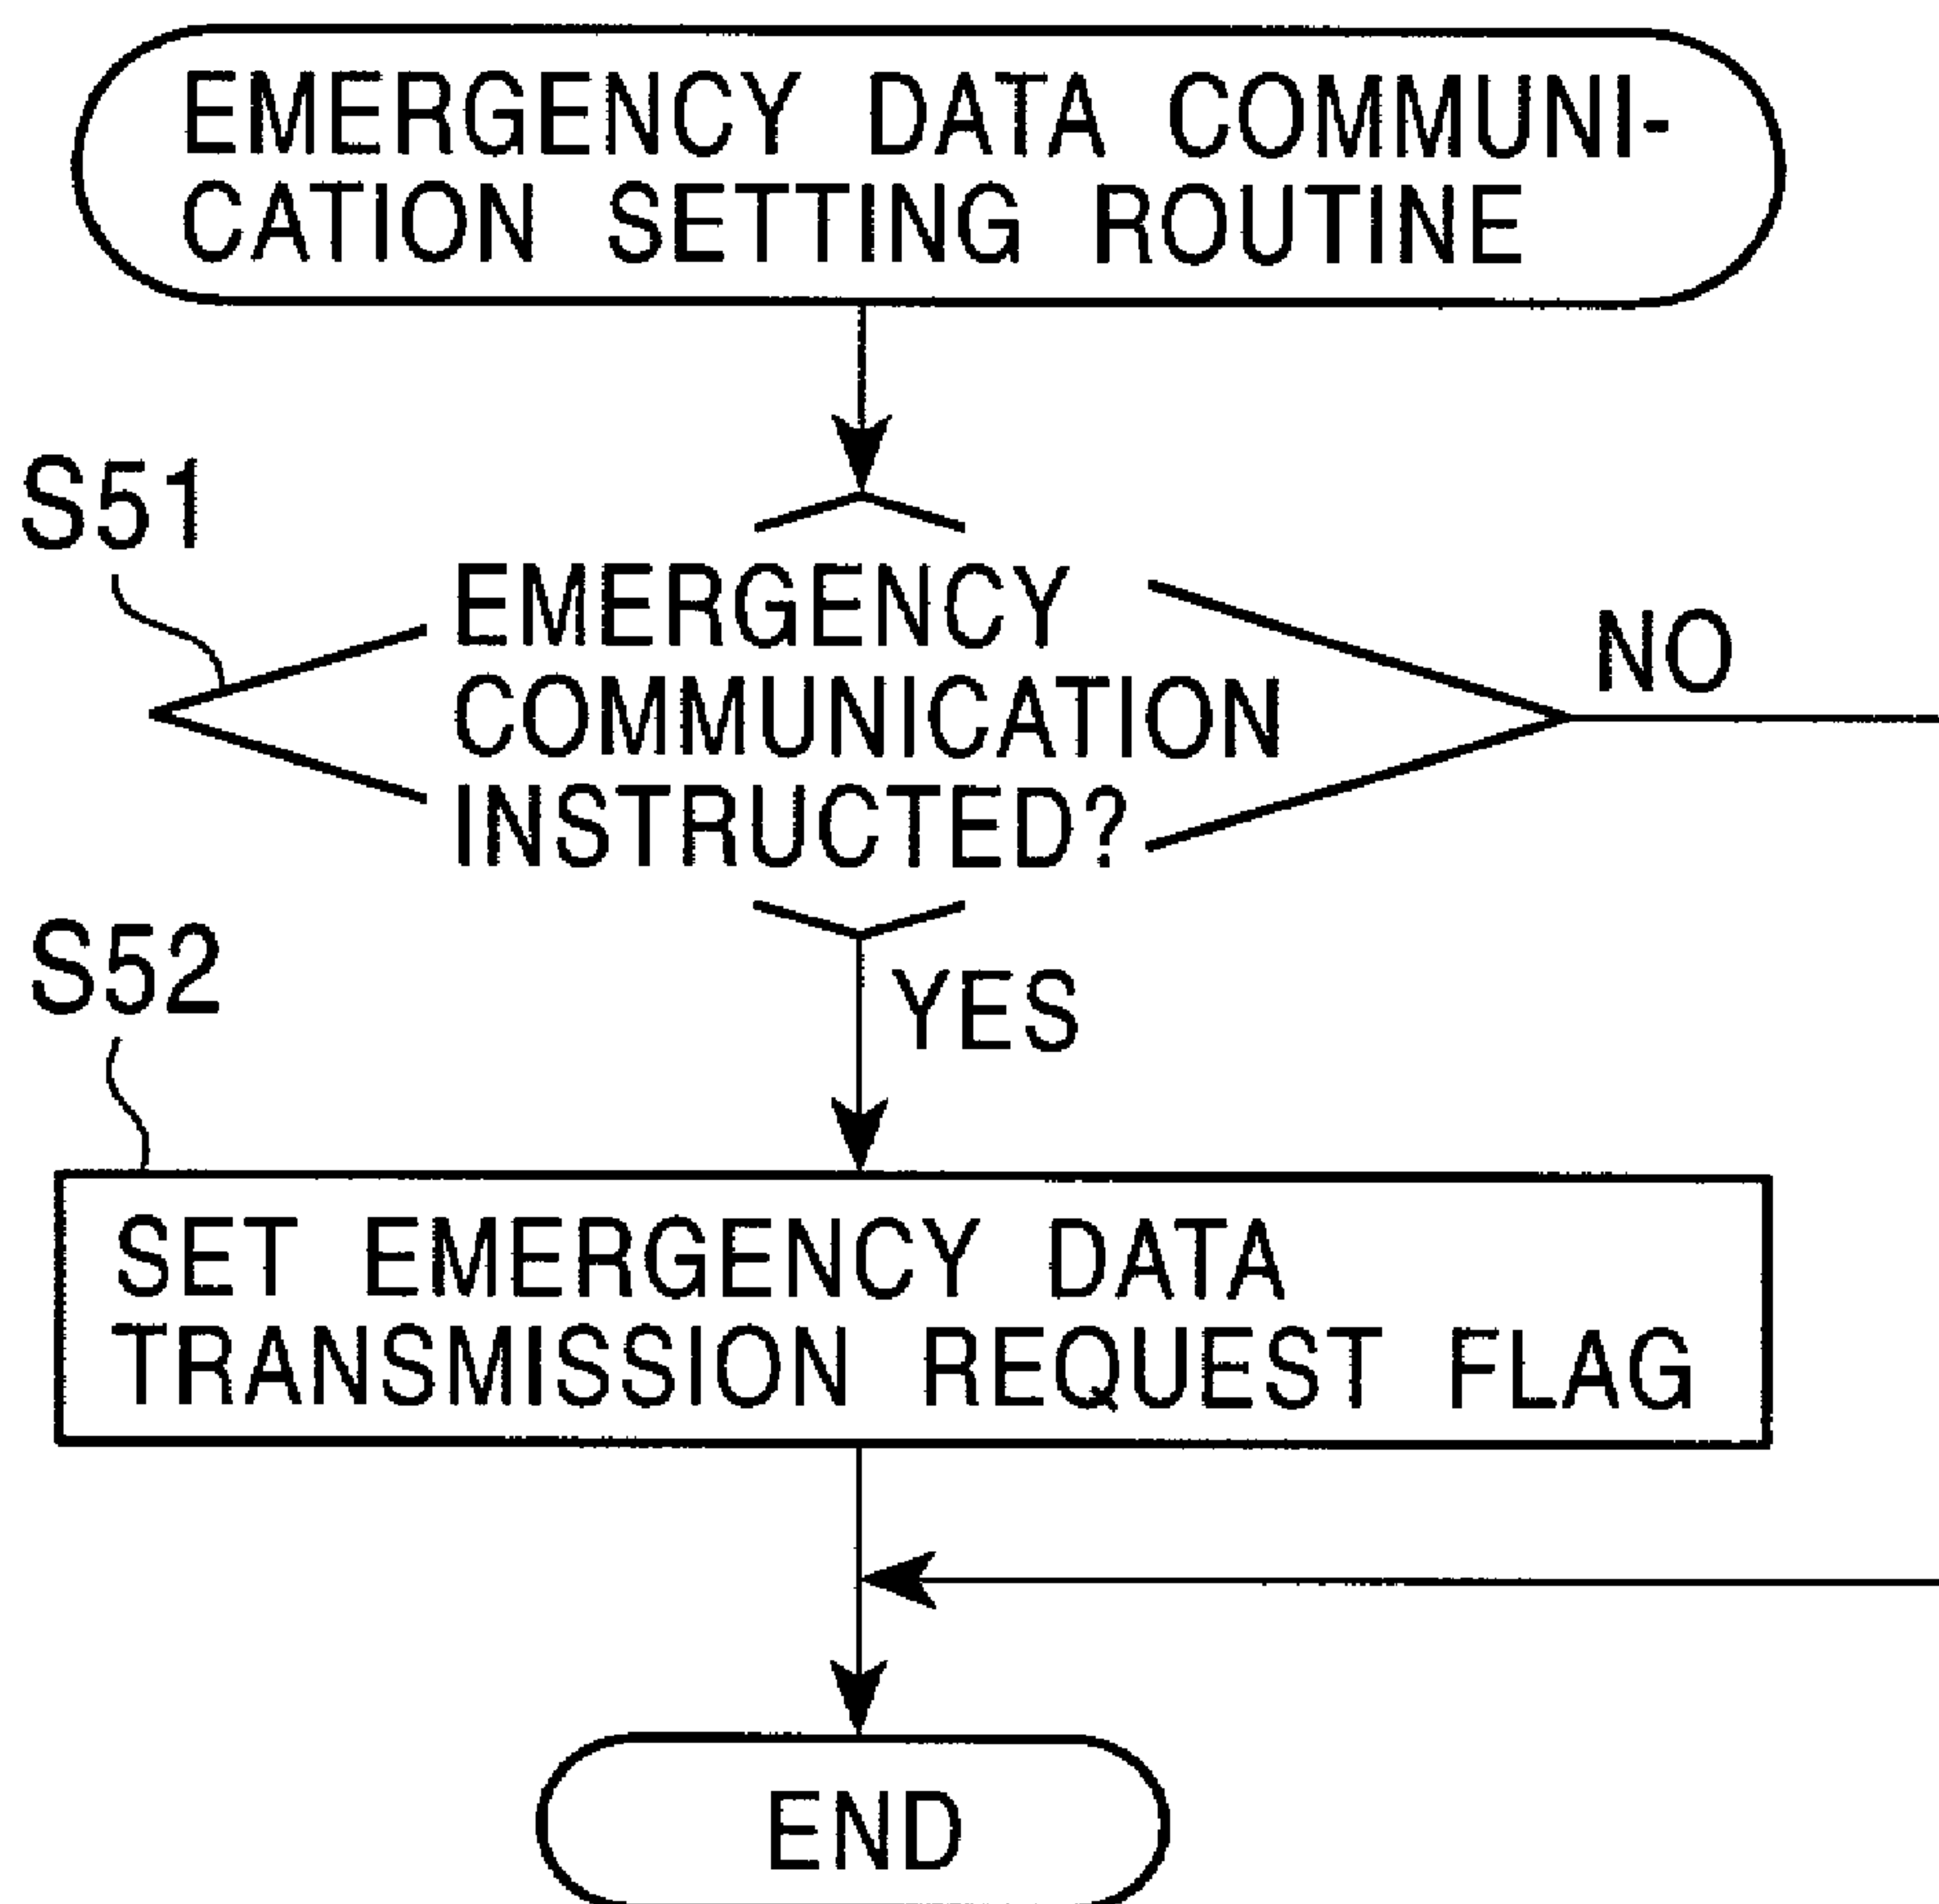 EMERGENCY DATA COMMUNI-
CATION SETTING ROUTINE
S51
EMERGENCY
COMMUNICATION
INSTRUCTED?
NO
S52
YES
SET EMERGENCY DATA
TRANSMISSION REQUEST FLAG
END